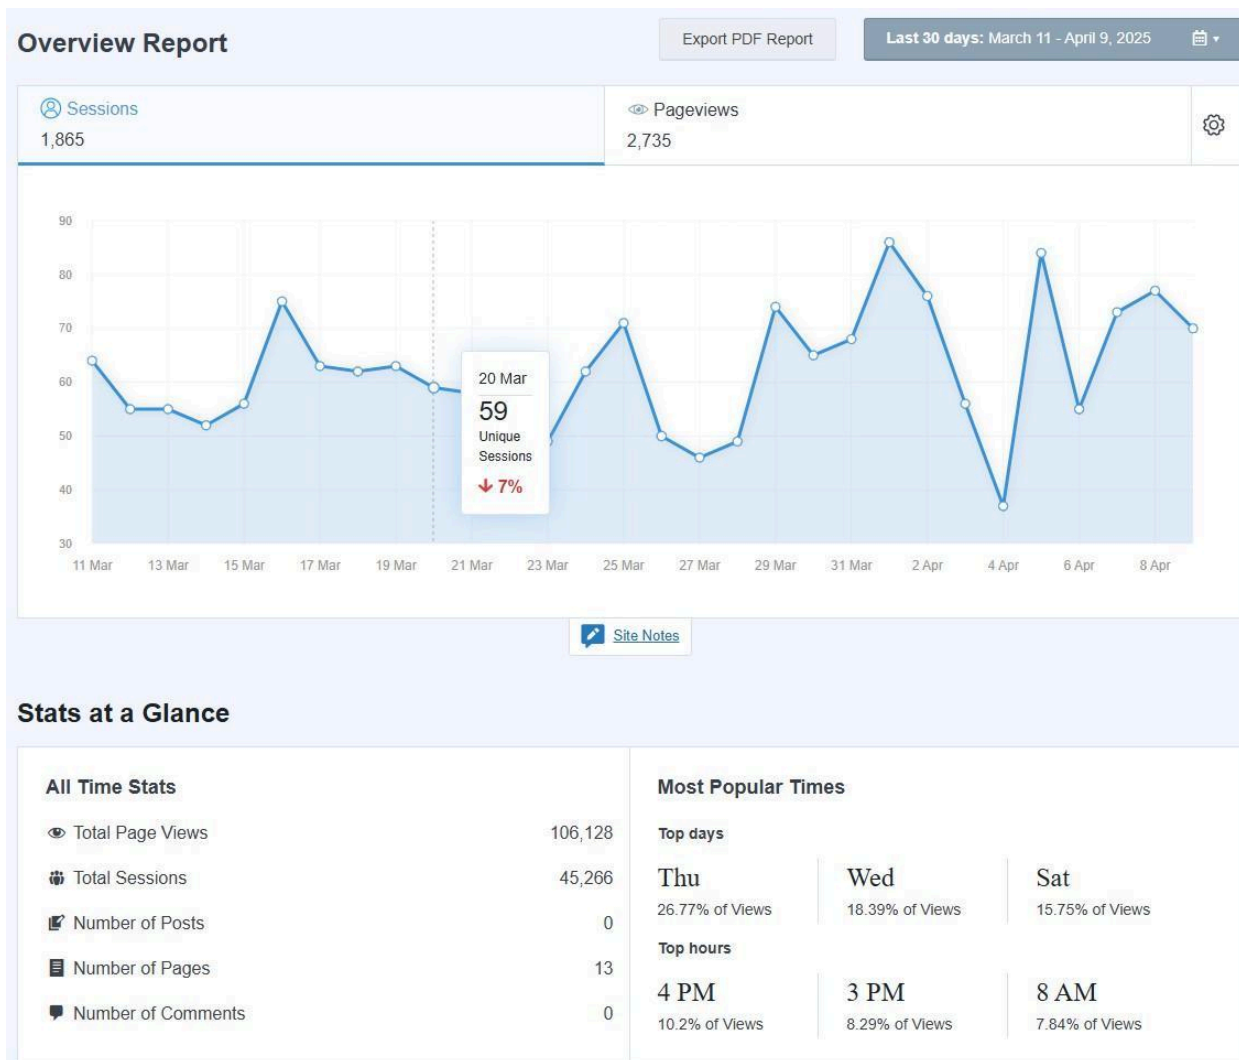 Overview Report
Export PDF Report
Last 30 days: March 11 - April 9, 2025
Sessions
1,865
Pageviews
2,735
90
80
70
60
50
40
30
20 Mar
59
Unique
Sessions
7%
11 Mar
13 Mar
15 Mar
17 Mar
19 Mar
21 Mar
23 Mar
25 Mar
27 Mar
29 Mar
31 Mar
2 Apr
4 Apr
6 Apr
8 Apr
Site Notes
Stats at a Glance
All Time Stats
Total Page Views 106,128
Total Sessions 45,266
Number of Posts 0
Number of Pages 13
Number of Comments 0
Most Popular Times
Top days
Thu
26.77% of Views
Wed
18.39% of Views
Sat
15.75% of Views
Top hours
4 PM
10.2% of Views
3 PM
8.29% of Views
8 AM
7.84% of Views